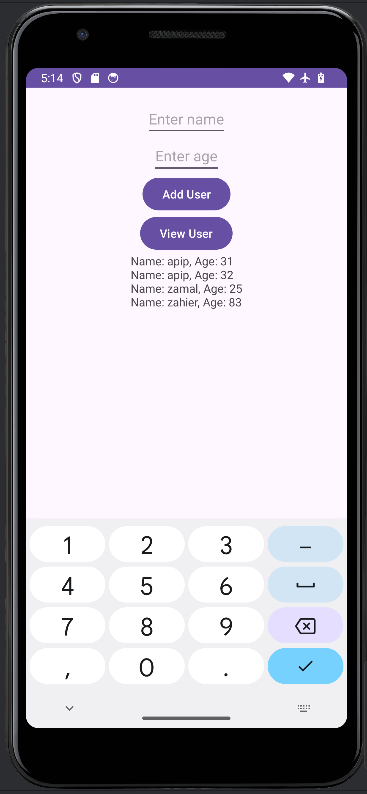 5:14
Enter name
Enter age
Add User
View User
Name: apip, Age: 31
Name: apip, Age: 32
Name: zamal, Age: 25
Name: zahier, Age: 83
1 2 3 –
4 5 6
7 8 9
, 0 .